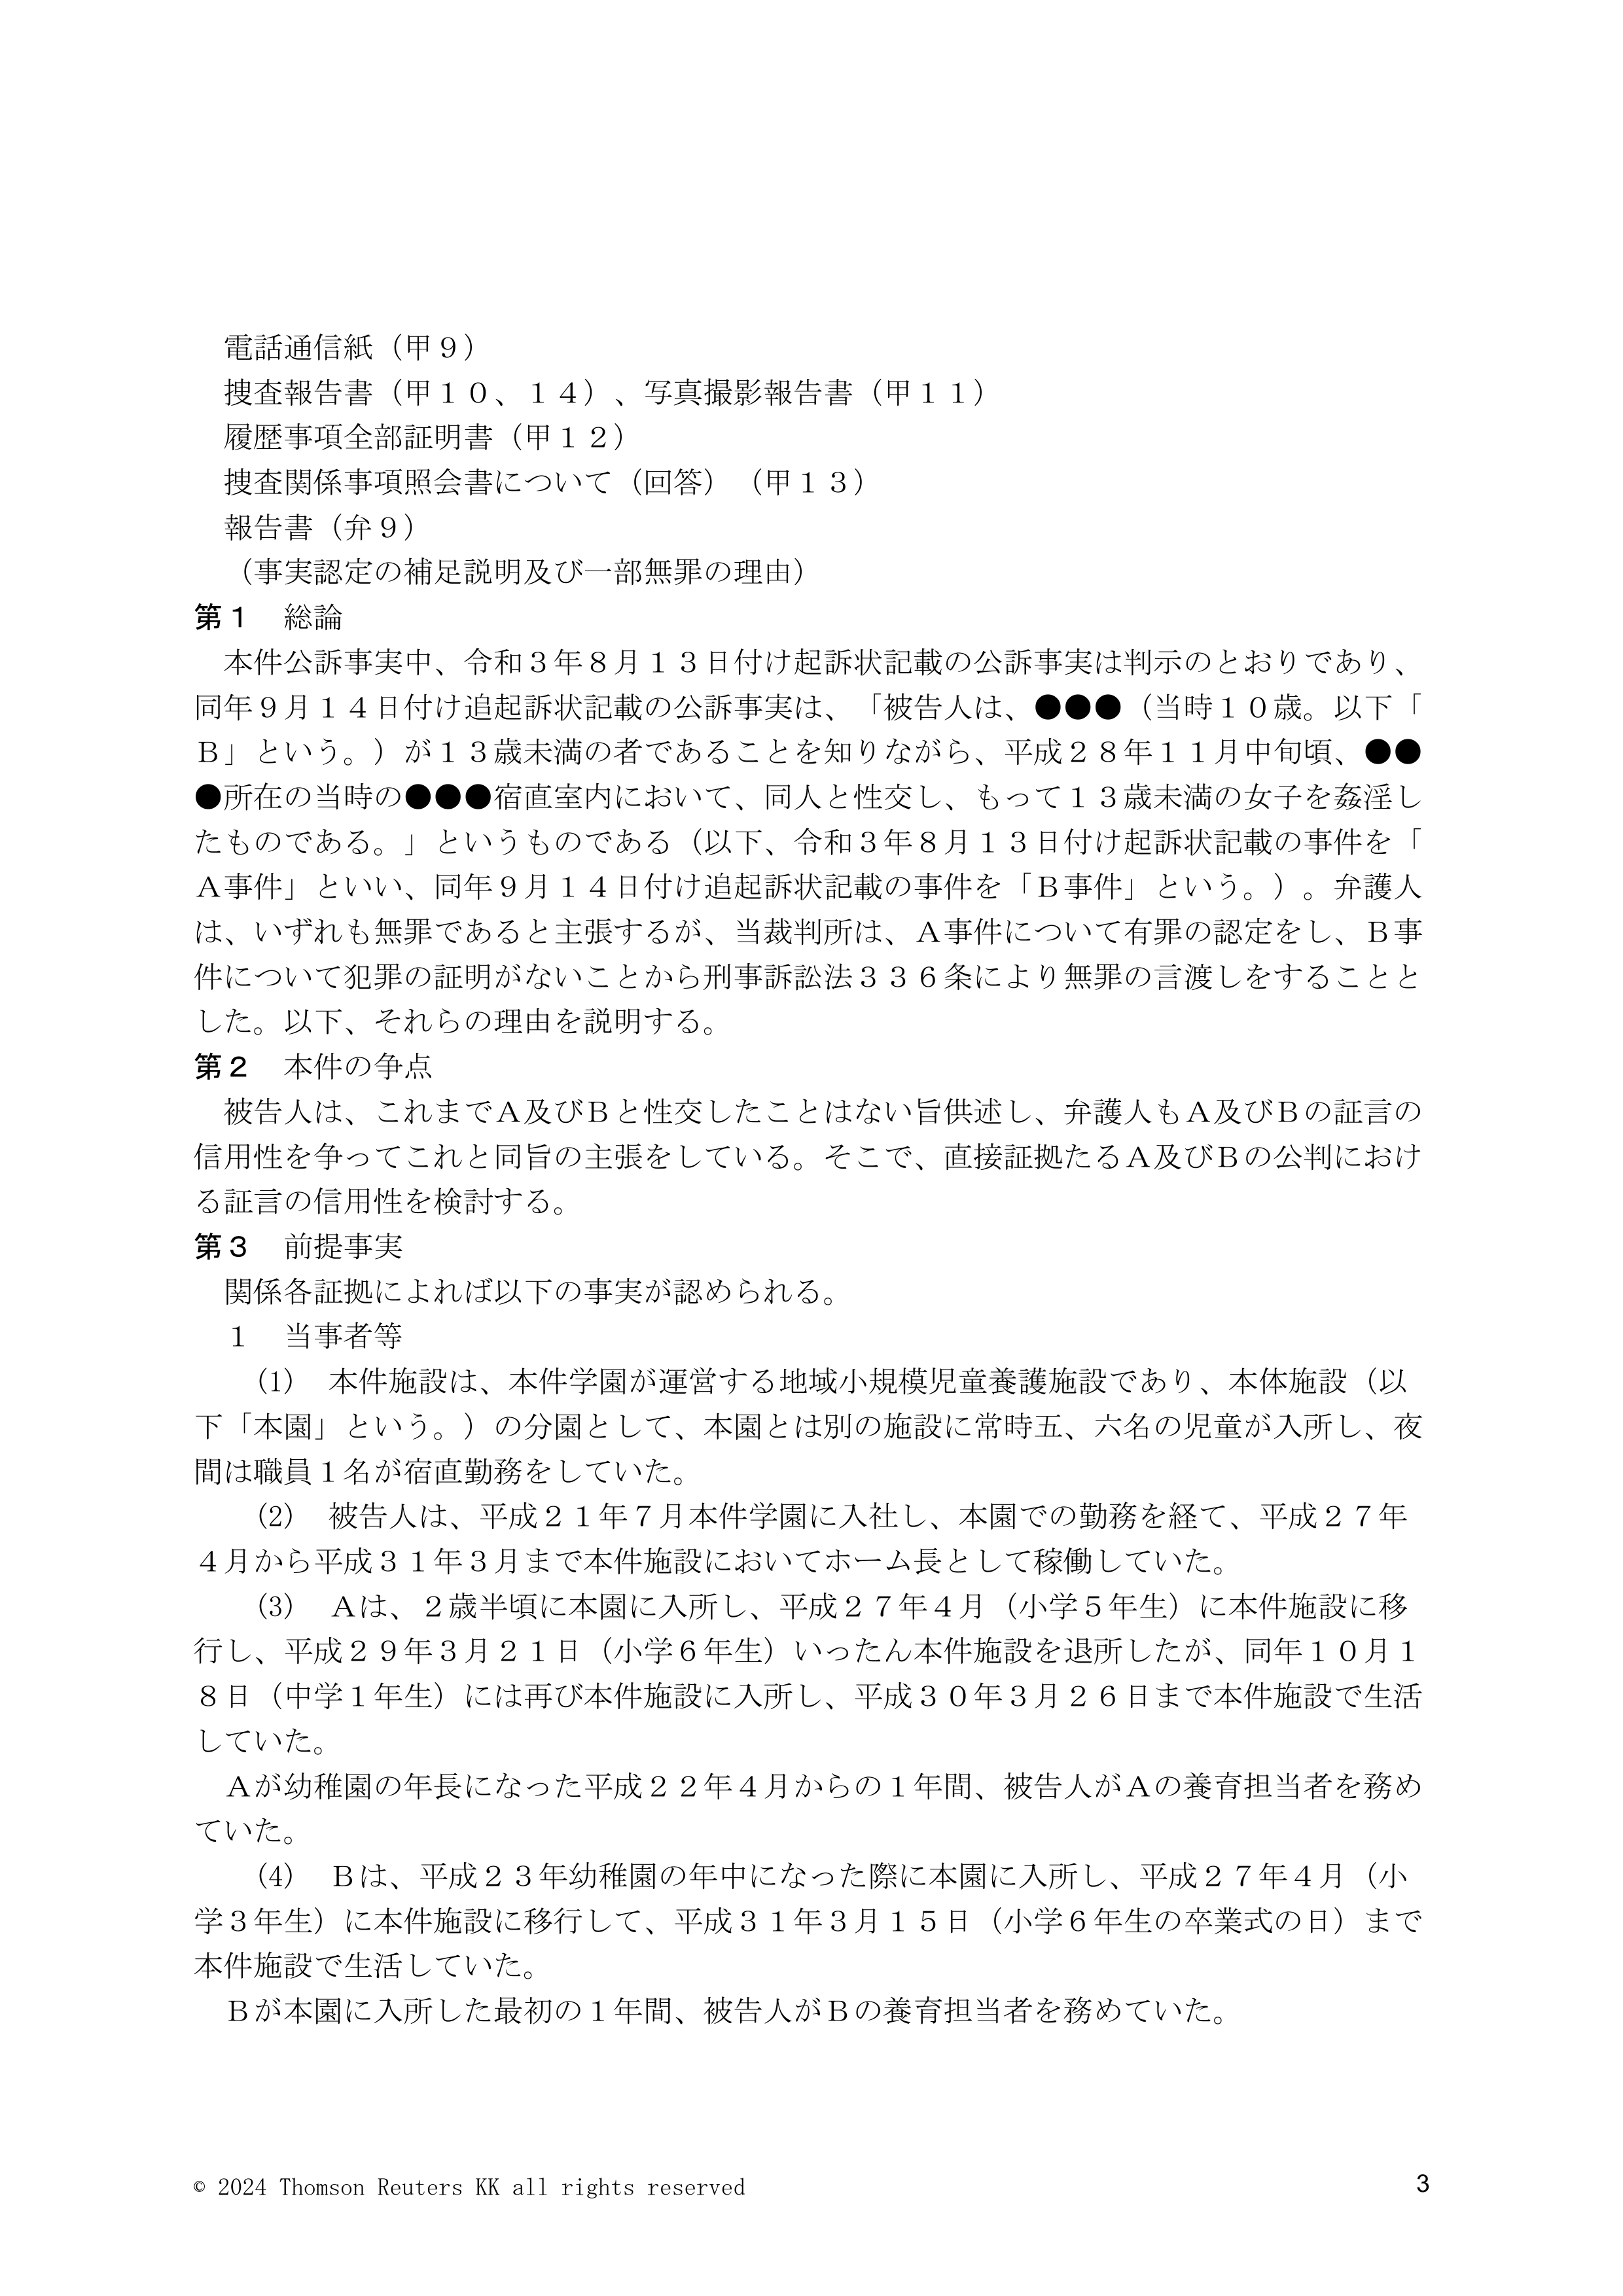 電話通信紙（甲９）
捜査報告書（甲１０、１４）、写真撮影報告書（甲１１）
履歴事項全部証明書（甲１２）
捜査関係事項照会書について（回答）（甲１３）
報告書（弁９）
（事実認定の補足説明及び一部無罪の理由）
第１　総論
本件公訴事実中、令和３年８月１３日付け起訴状記載の公訴事実は判示のとおりであり、
同年９月１４日付け追起訴状記載の公訴事実は、「被告人は、●●●（当時１０歳。以下「
Ｂ」という。）が１３歳未満の者であることを知りながら、平成２８年１１月中旬頃、●●
●所在の当時の●●●宿直室内において、同人と性交し、もって１３歳未満の女子を姦淫し
たものである。」というものである（以下、令和３年８月１３日付け起訴状記載の事件を「
Ａ事件」といい、同年９月１４日付け追起訴状記載の事件を「Ｂ事件」という。）。弁護人
は、いずれも無罪であると主張するが、当裁判所は、Ａ事件について有罪の認定をし、Ｂ事
件について犯罪の証明がないことから刑事訴訟法３３６条により無罪の言渡しをすることと
した。以下、それらの理由を説明する。
第２　本件の争点
被告人は、これまでＡ及びＢと性交したことはない旨供述し、弁護人もＡ及びＢの証言の
信用性を争ってこれと同旨の主張をしている。そこで、直接証拠たるＡ及びＢの公判におけ
る証言の信用性を検討する。
第３　前提事実
関係各証拠によれば以下の事実が認められる。
１　当事者等
(1)　本件施設は、本件学園が運営する地域小規模児童養護施設であり、本体施設（以
下「本園」という。）の分園として、本園とは別の施設に常時五、六名の児童が入所し、夜
間は職員１名が宿直勤務をしていた。
(2)　被告人は、平成２１年７月本件学園に入社し、本園での勤務を経て、平成２７年
４月から平成３１年３月まで本件施設においてホーム長として稼働していた。
(3)　Ａは、２歳半頃に本園に入所し、平成２７年４月（小学５年生）に本件施設に移
行し、平成２９年３月２１日（小学６年生）いったん本件施設を退所したが、同年１０月１
８日（中学１年生）には再び本件施設に入所し、平成３０年３月２６日まで本件施設で生活
していた。
Ａが幼稚園の年長になった平成２２年４月からの１年間、被告人がＡの養育担当者を務め
ていた。
(4)　Ｂは、平成２３年幼稚園の年中になった際に本園に入所し、平成２７年４月（小
学３年生）に本件施設に移行して、平成３１年３月１５日（小学６年生の卒業式の日）まで
本件施設で生活していた。
Ｂが本園に入所した最初の１年間、被告人がＢの養育担当者を務めていた。
© 2024 Thomson Reuters KK all rights reserved
3